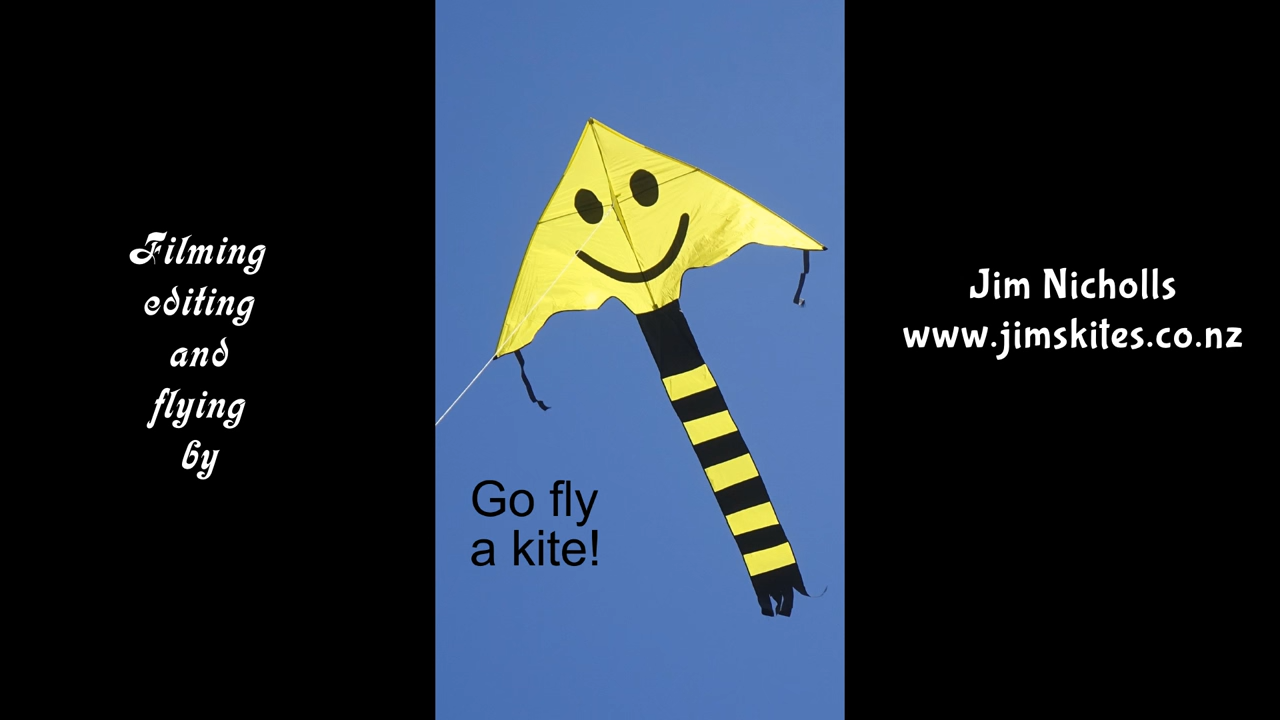 Filming
editing
and
flying
by
Go fly
a kite!
Jim Nicholls
www.jimskites.co.nz